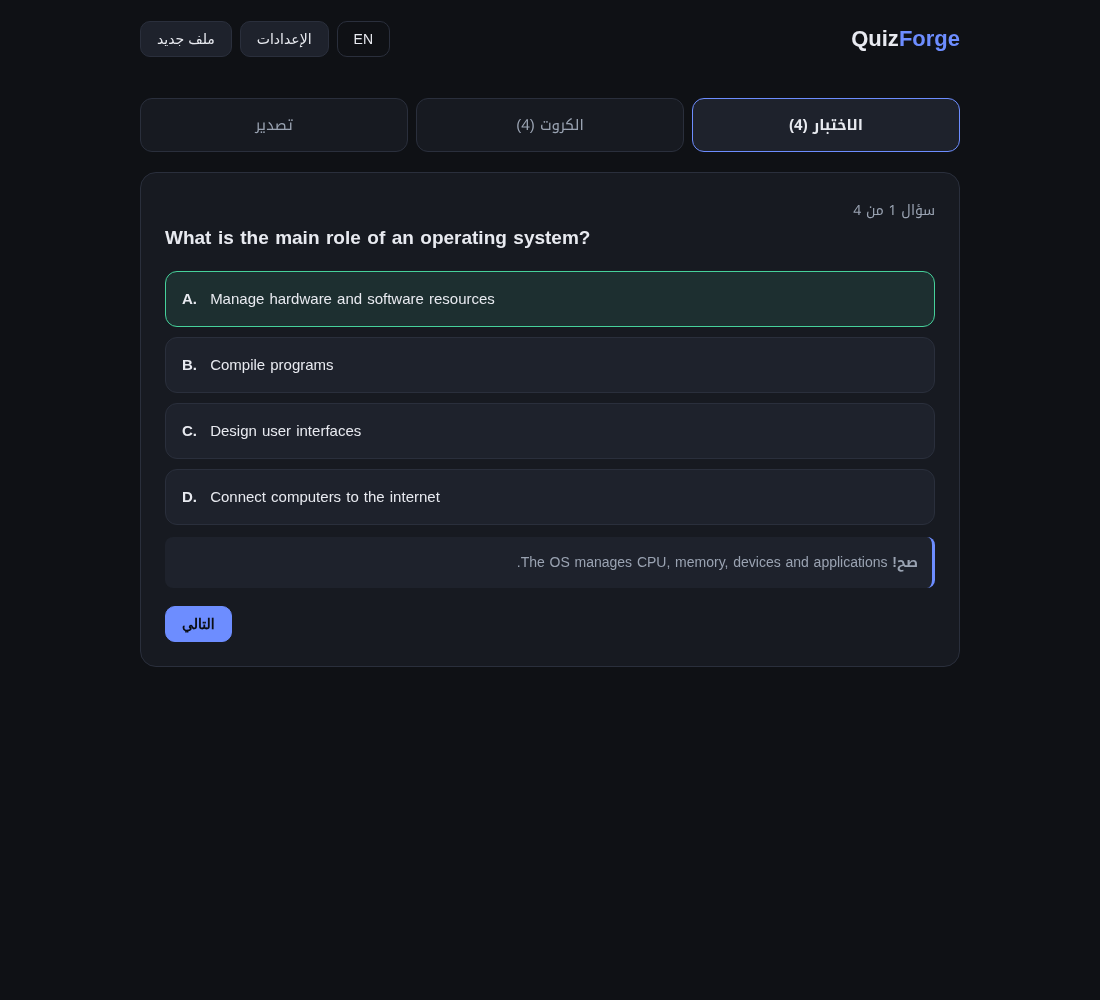 QuizForge
EN
الإعدادات
ملف جديد
الاختبار (4)
الكروت (4)
تصدير
سؤال 1 من 4
What is the main role of an operating system?
A. Manage hardware and software resources
B. Compile programs
C. Design user interfaces
D. Connect computers to the internet
صح! The OS manages CPU, memory, devices and applications.
التالي